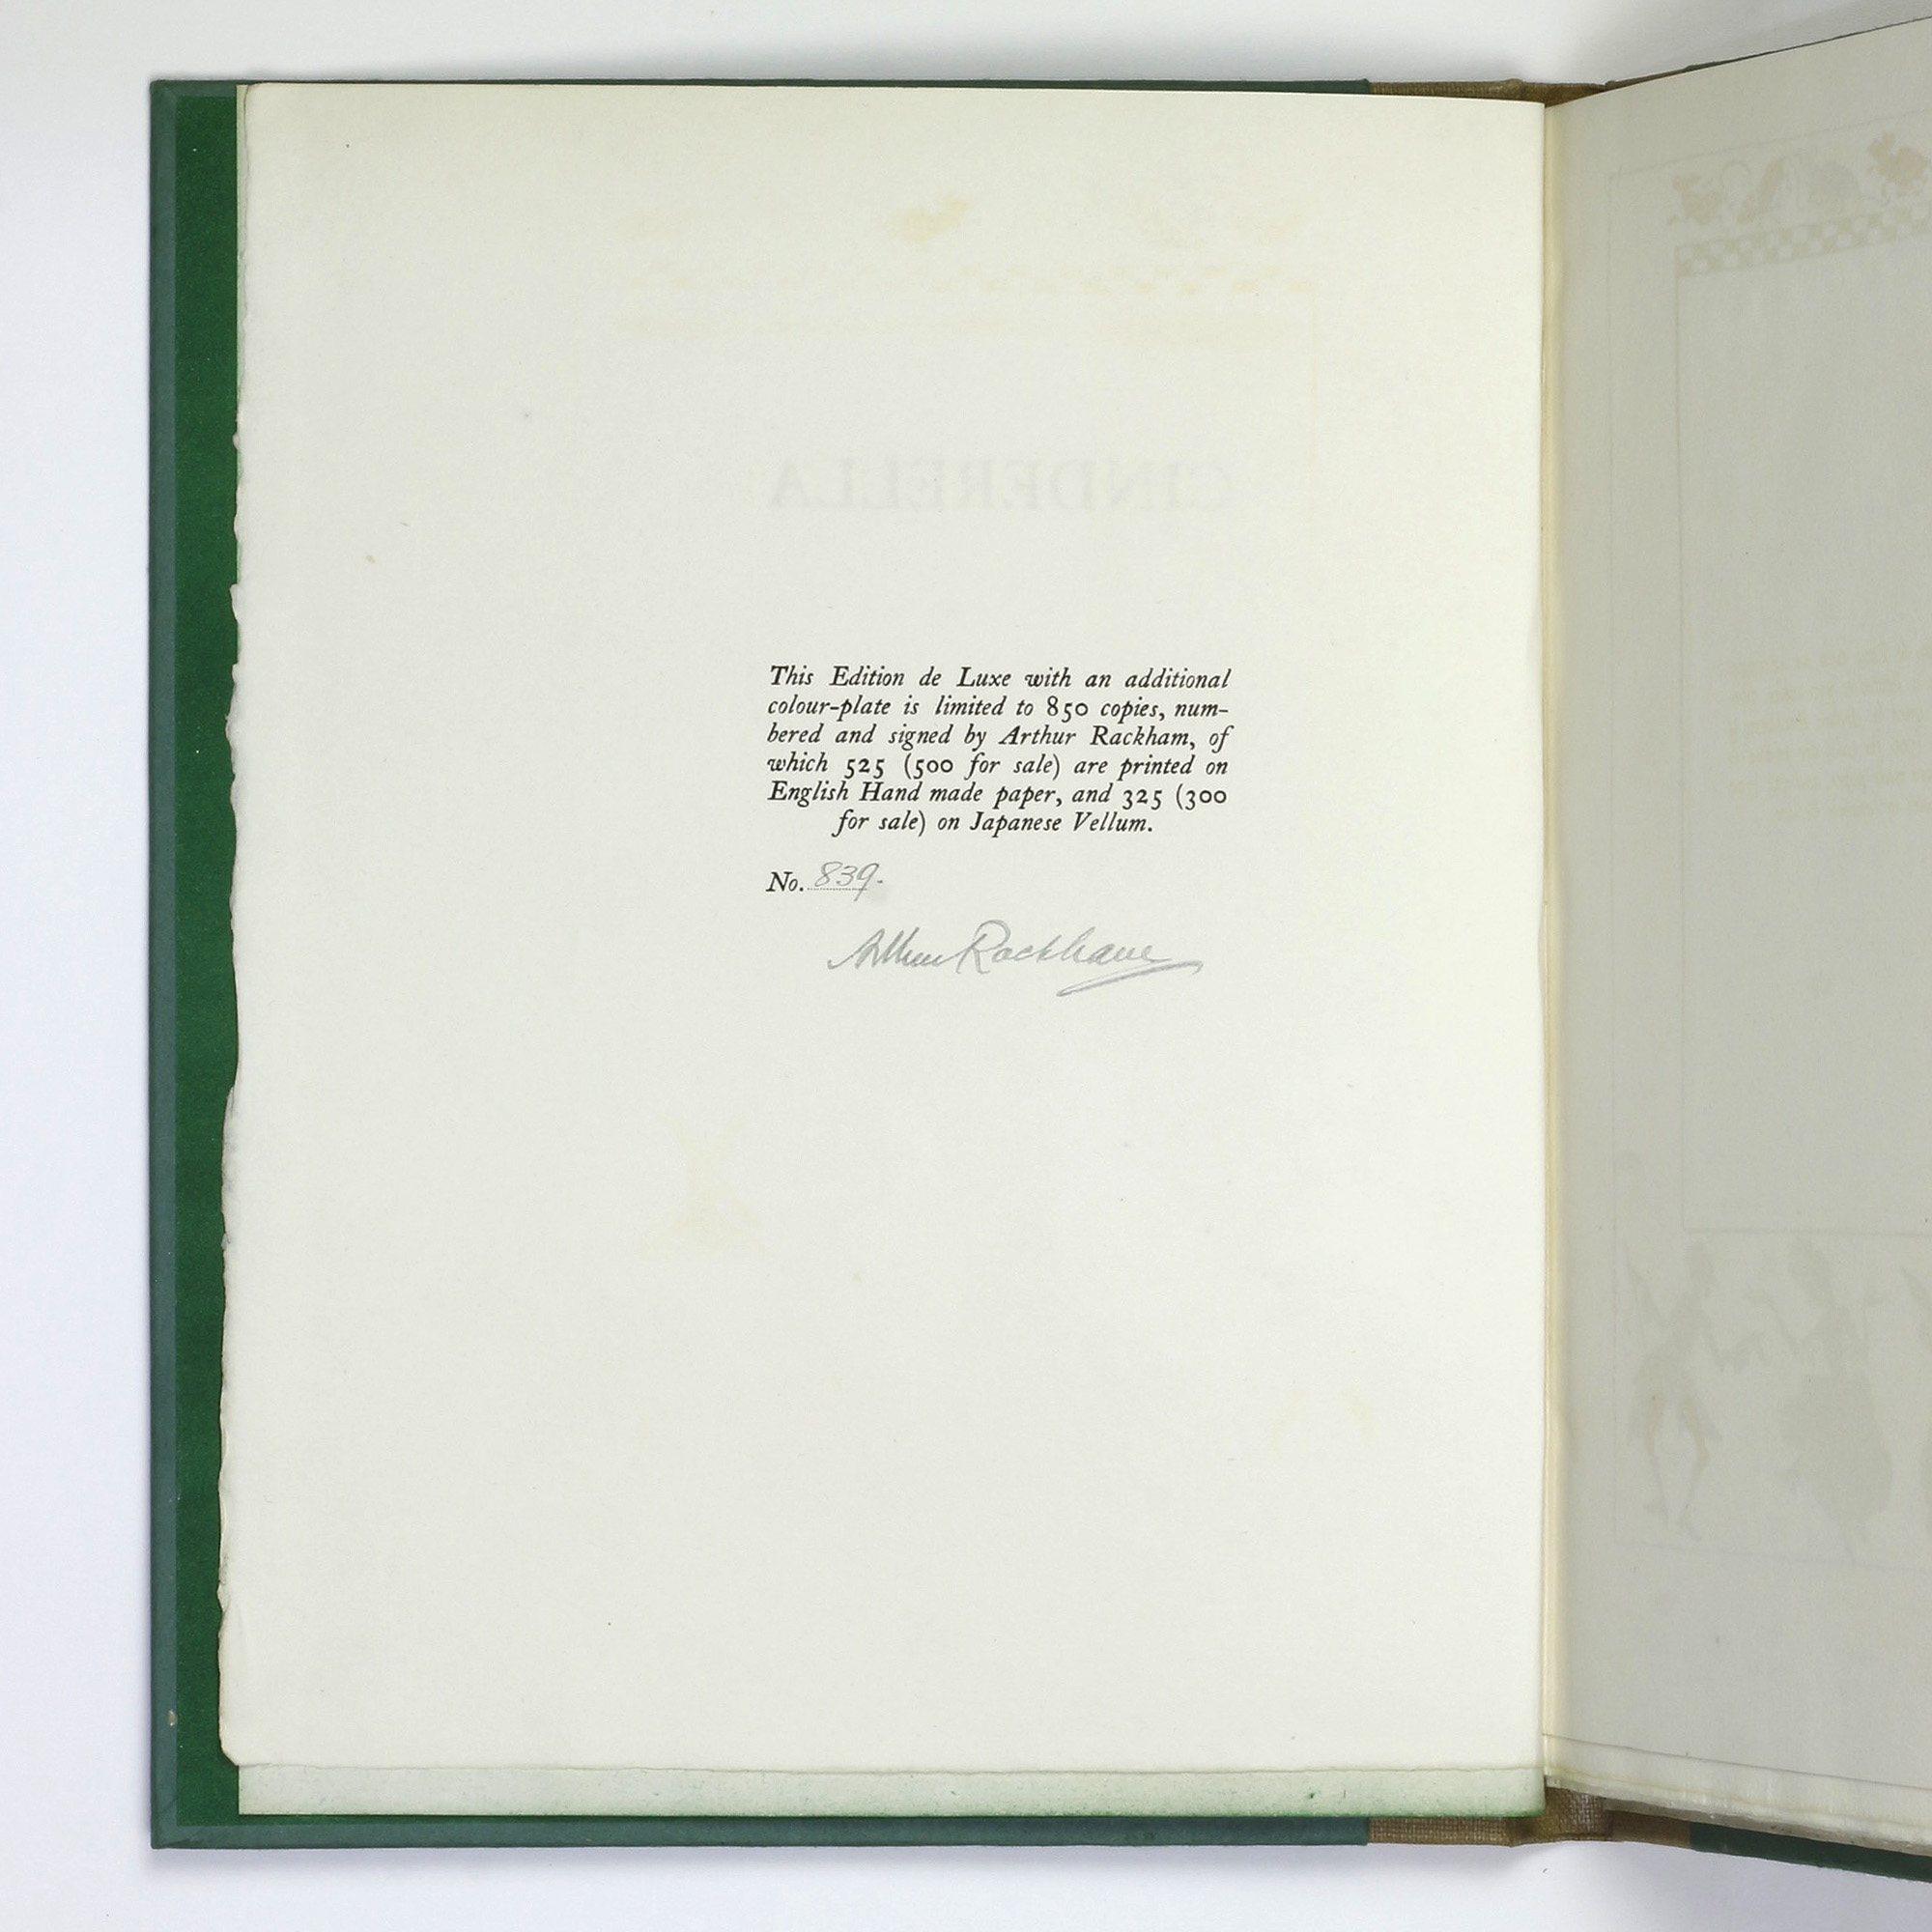 CINDERELLA
This Edition de Luxe with an additional
colour-plate is limited to 850 copies, num-
bered and signed by Arthur Rackham, of
which 525 (500 for sale) are printed on
English Hand made paper, and 325 (300
for sale) on Japanese Vellum.
No. 839.
Arthur Rackham